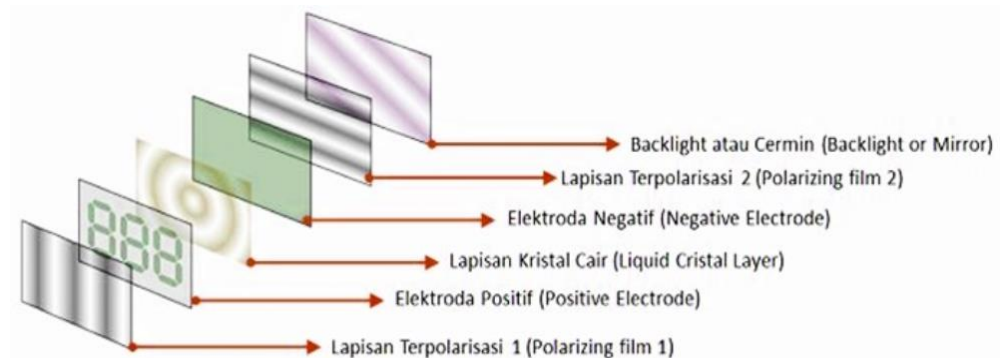 Backlight atau Cermin (Backlight or Mirror)
Lapisan Terpolarisasi 2 (Polarizing film 2)
Elektroda Negatif (Negative Electrode)
Lapisan Kristal Cair (Liquid Cristal Layer)
888
Elektroda Positif (Positive Electrode)
Lapisan Terpolarisasi 1 (Polarizing film 1)